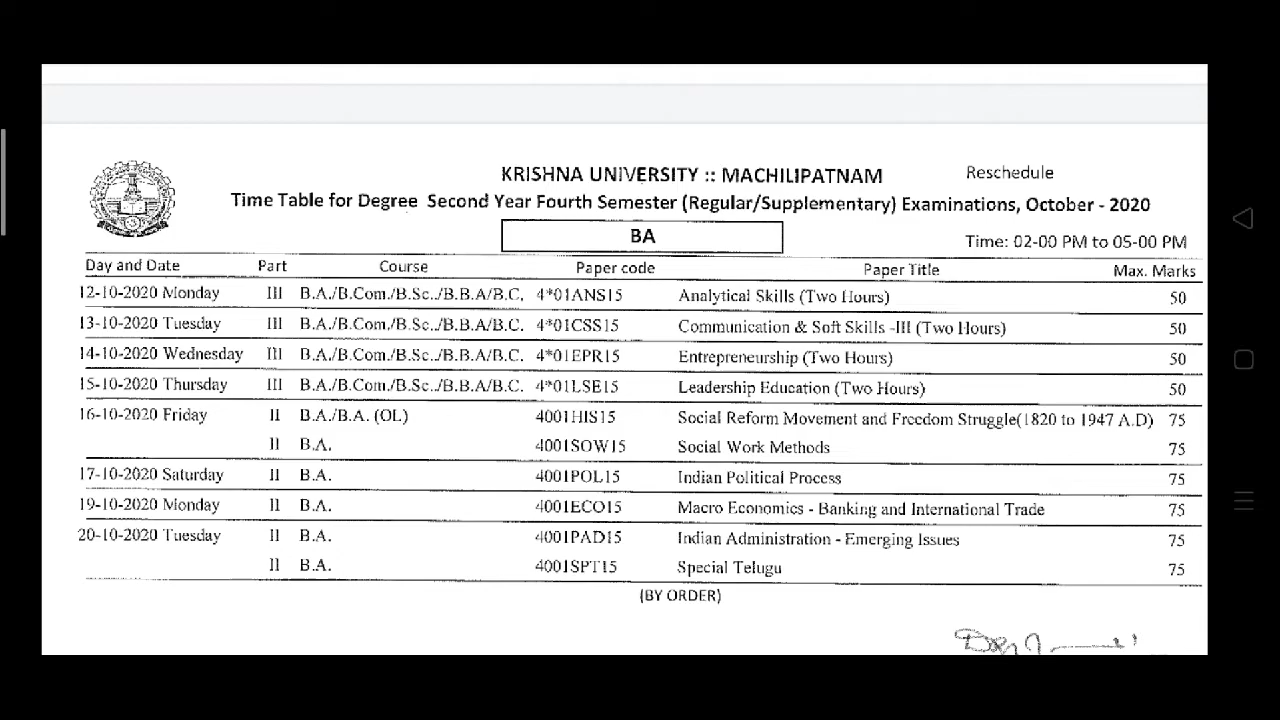 KRISHNA UNIVERSITY :: MACHILIPATNAM Reschedule
Time Table for Degree Second Year Fourth Semester (Regular/Supplementary) Examinations, October - 2020
BA
Time: 02-00 PM to 05-00 PM
Day and Date Part Course Paper code Paper Title Max. Marks
12-10-2020 Monday III B.A./B.Com./B.Sc../B.B.A/B.C. 4*01ANS15 Analytical Skills (Two Hours) 50
13-10-2020 Tuesday III B.A./B.Com./B.Sc../B.B.A/B.C. 4*01CSS15 Communication & Soft Skills -III (Two Hours) 50
14-10-2020 Wednesday III B.A./B.Com./B.Sc../B.B.A/B.C. 4*01EPR15 Entrepreneurship (Two Hours) 50
15-10-2020 Thursday III B.A./B.Com./B.Sc../B.B.A/B.C. 4*01LSE15 Leadership Education (Two Hours) 50
16-10-2020 Friday II B.A./B.A. (OL) 4001HIS15 Social Reform Movement and Freedom Struggle(1820 to 1947 A.D) 75
II B.A. 4001SOW15 Social Work Methods 75
17-10-2020 Saturday II B.A. 4001POL15 Indian Political Process 75
19-10-2020 Monday II B.A. 4001ECO15 Macro Economics - Banking and International Trade 75
20-10-2020 Tuesday II B.A. 4001PAD15 Indian Administration - Emerging Issues 75
II B.A. 4001SPT15 Special Telugu 75
(BY ORDER)